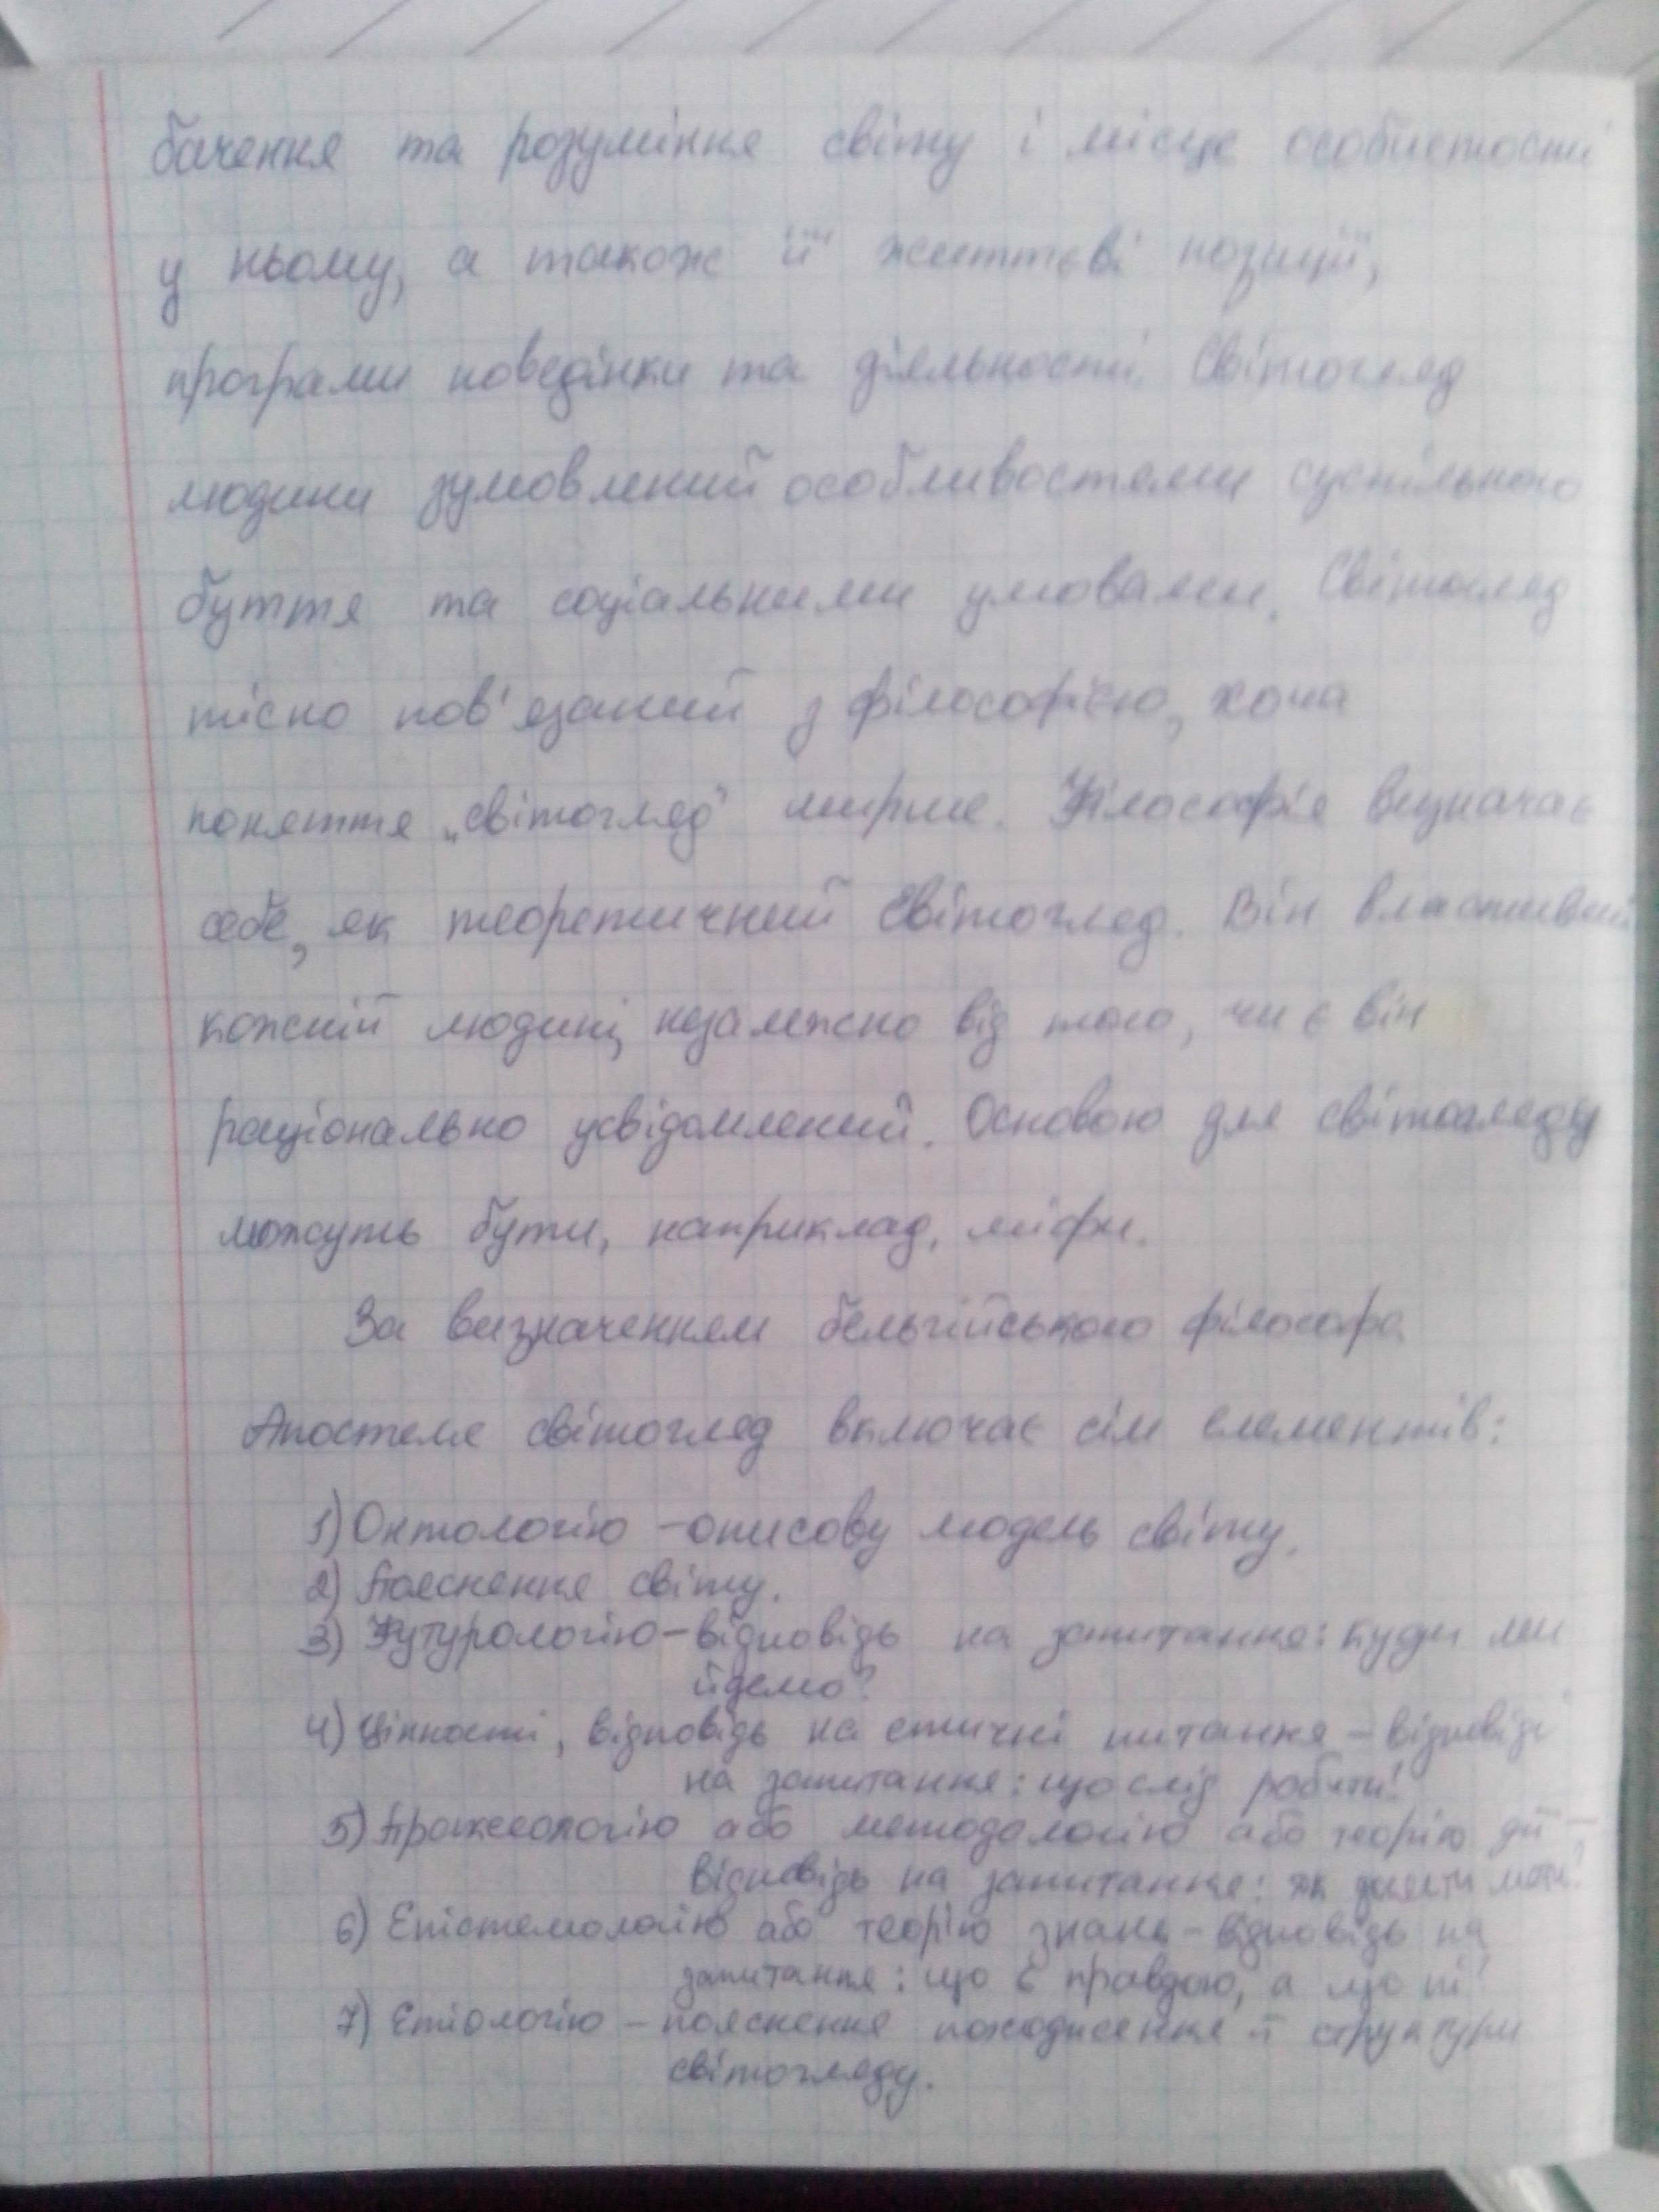 бачення та розуміння світу і місце особистості
у ньому, а також її життєві позиції,
програми поведінки та діяльності. Світогляд
людини зумовлений особливостями суспільного
буття та соціальними умовами. Світогляд
тісно пов'язаний з філософією, хоча
поняття „світогляд" ширше. Філософія визначає
себе, як теоретичний світогляд. Він властивий
кожній людині, незалежно від того, чи є він
раціонально усвідомлений. Основою для світогляду
можуть бути, наприклад, міфи.
За визначенням бельгійського філософа
Апостеля світогляд включає сім елементів:
1) Онтологію – описову модель світу.
2) Пояснення світу.
3) Футурологію – відповідь на запитання: куди ми
йдемо?
4) Цінності, відповідь на етичні питання – відповідь
на запитання: що слід робити?
5) Праксеологію або методологію або теорію дії –
відповідь на запитання: як досягти мети?
6) Епістемологію або теорію знань – відповідь на
запитання: що є правдою, а що ні?
7) Етіологію – пояснення походження й структури
світогляду.